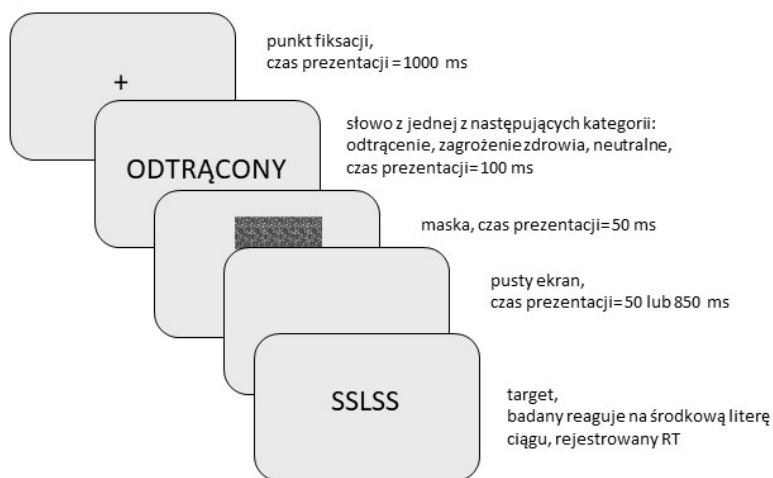 +
punkt fiksacji,
czas prezentacji = 1000 ms
ODTRĄCONY
słowo z jednej z następujących kategorii:
odtrącenie, zagrożenie zdrowia, neutralne,
czas prezentacji= 100 ms
maska, czas prezentacji= 50 ms
pusty ekran,
czas prezentacji= 50 lub 850 ms
SSLSS
target,
badany reaguje na środkową literę
ciągu, rejestrowany RT